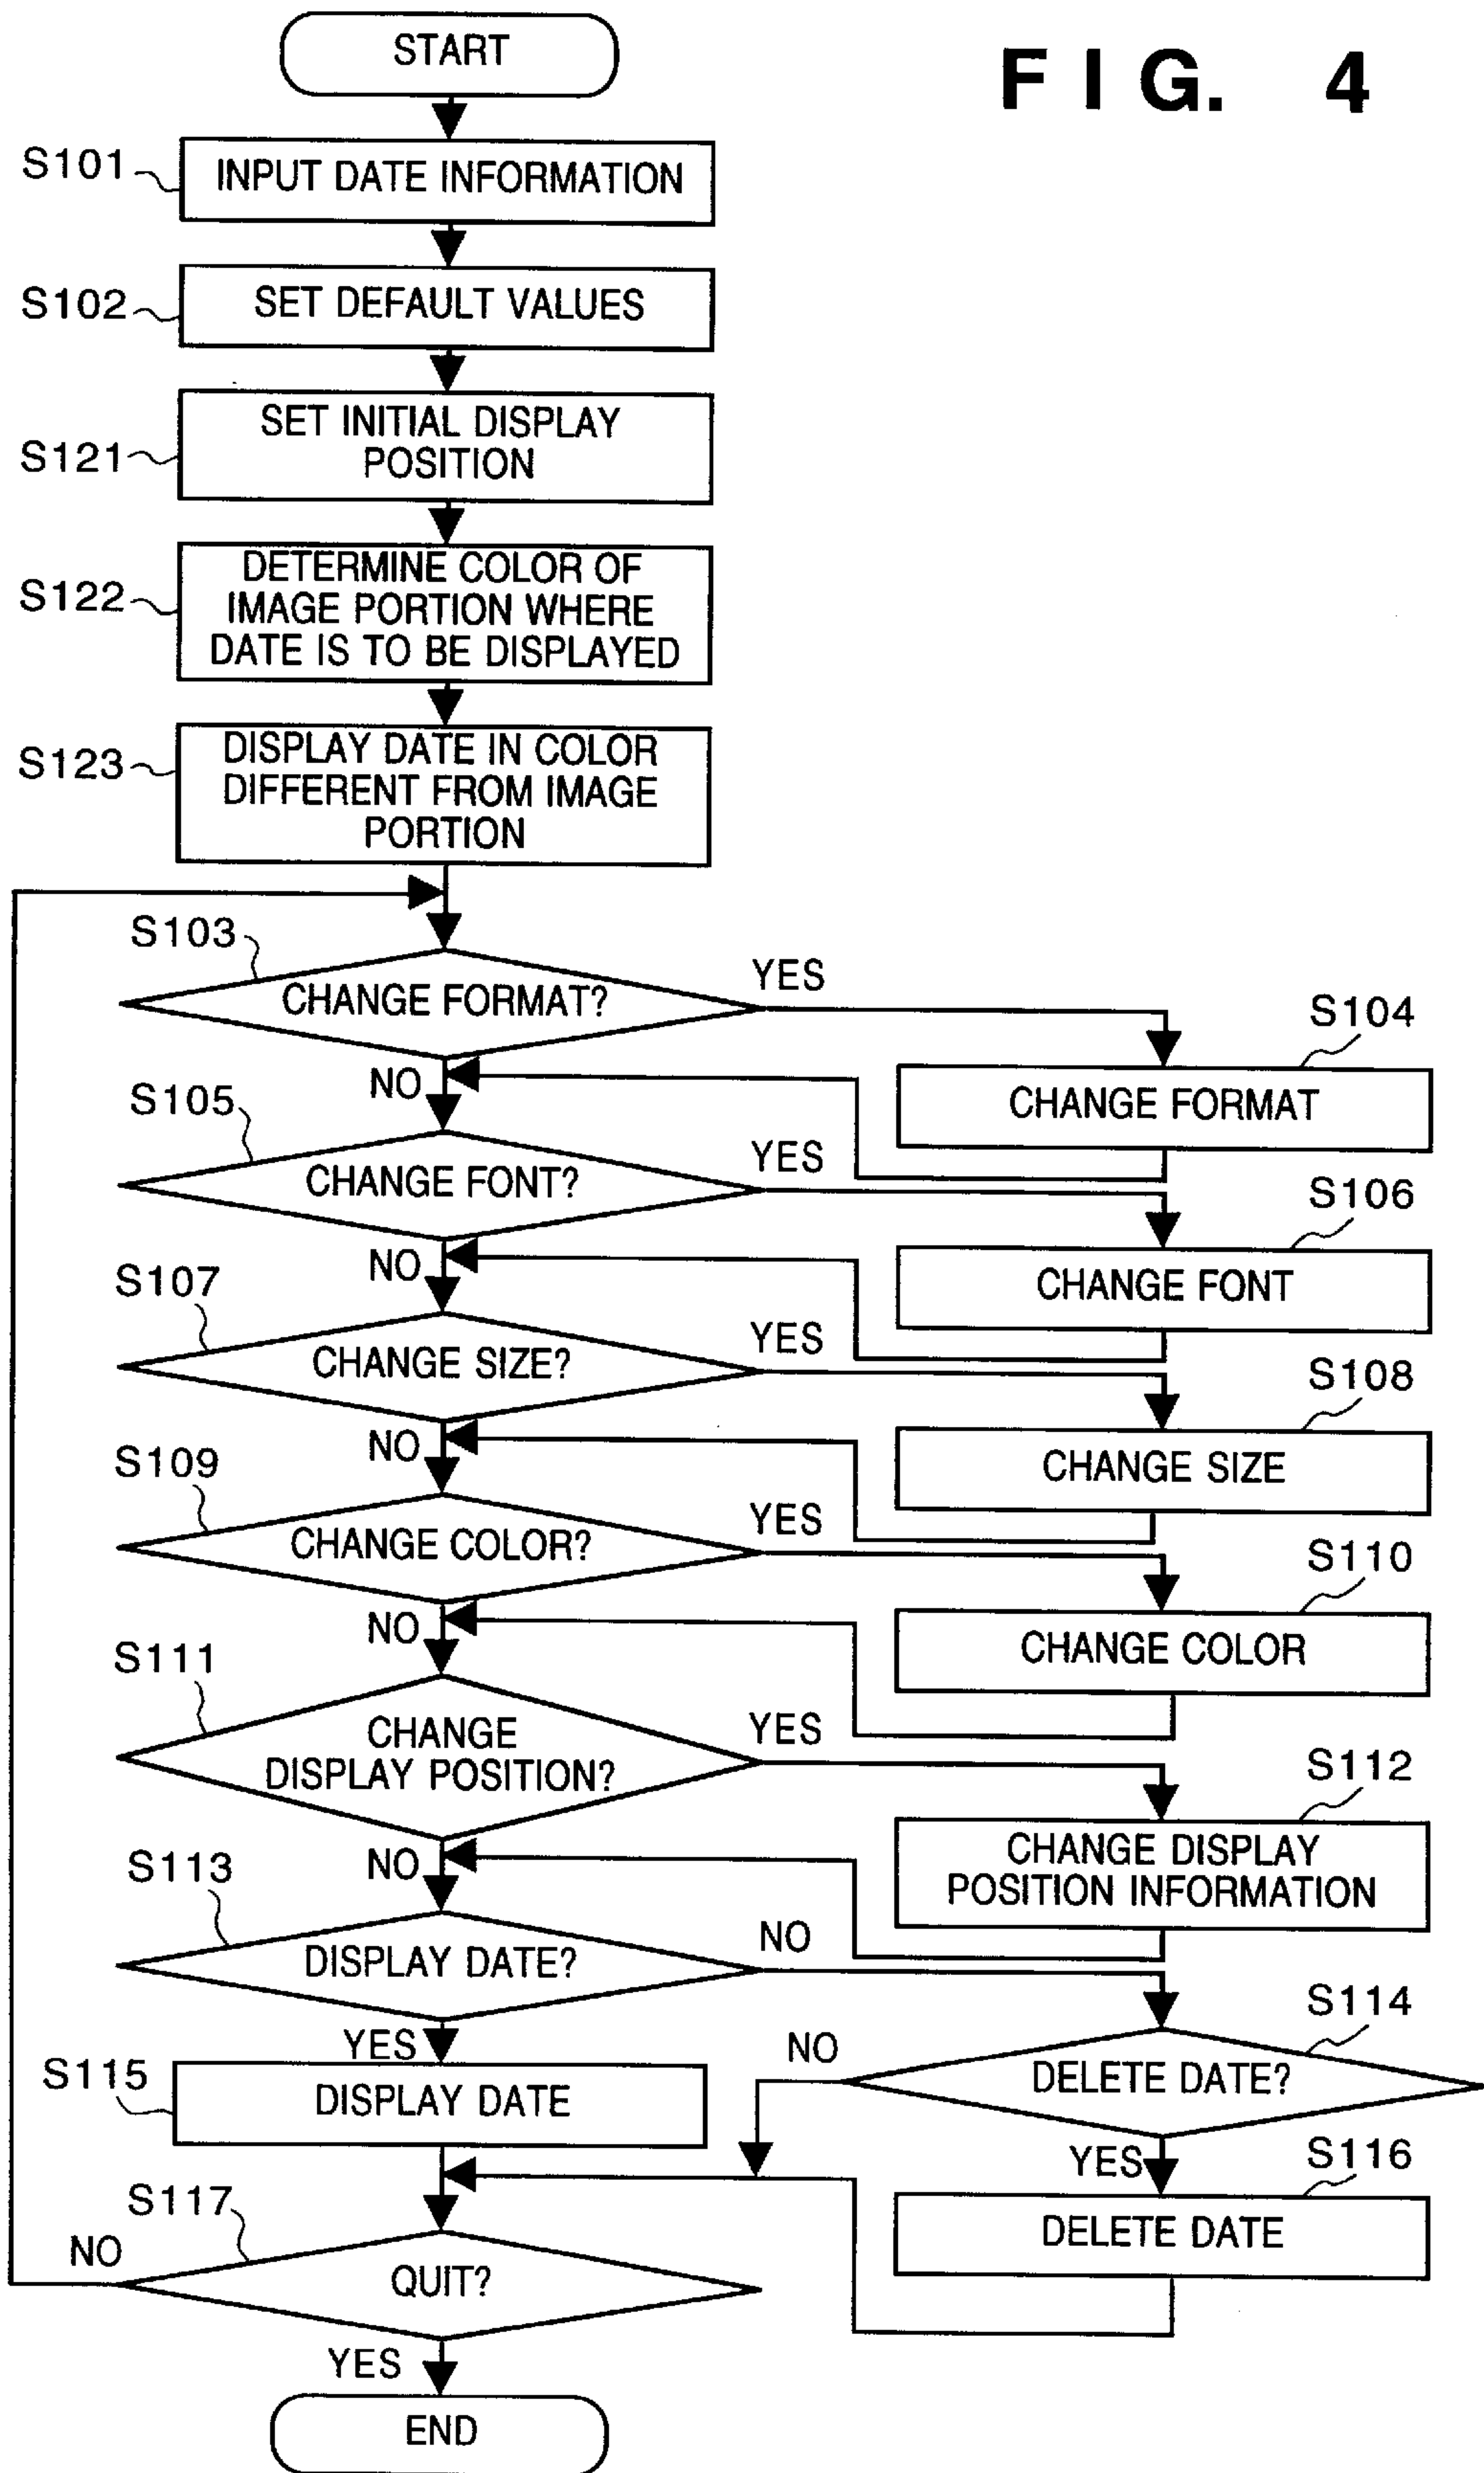 START
FIG. 4
S101
INPUT DATE INFORMATION
S102
SET DEFAULT VALUES
S121
SET INITIAL DISPLAY
POSITION
S122
DETERMINE COLOR OF
IMAGE PORTION WHERE
DATE IS TO BE DISPLAYED
S123
DISPLAY DATE IN COLOR
DIFFERENT FROM IMAGE
PORTION
S103
CHANGE FORMAT?
YES
S104
CHANGE FORMAT
NO
S105
CHANGE FONT?
YES
S106
CHANGE FONT
NO
S107
CHANGE SIZE?
YES
S108
CHANGE SIZE
NO
S109
CHANGE COLOR?
YES
S110
CHANGE COLOR
NO
S111
CHANGE
DISPLAY POSITION?
YES
S112
CHANGE DISPLAY
POSITION INFORMATION
NO
S113
DISPLAY DATE?
NO
S114
DELETE DATE?
NO
YES
S115
DISPLAY DATE
YES
S116
DELETE DATE
S117
QUIT?
NO
YES
END